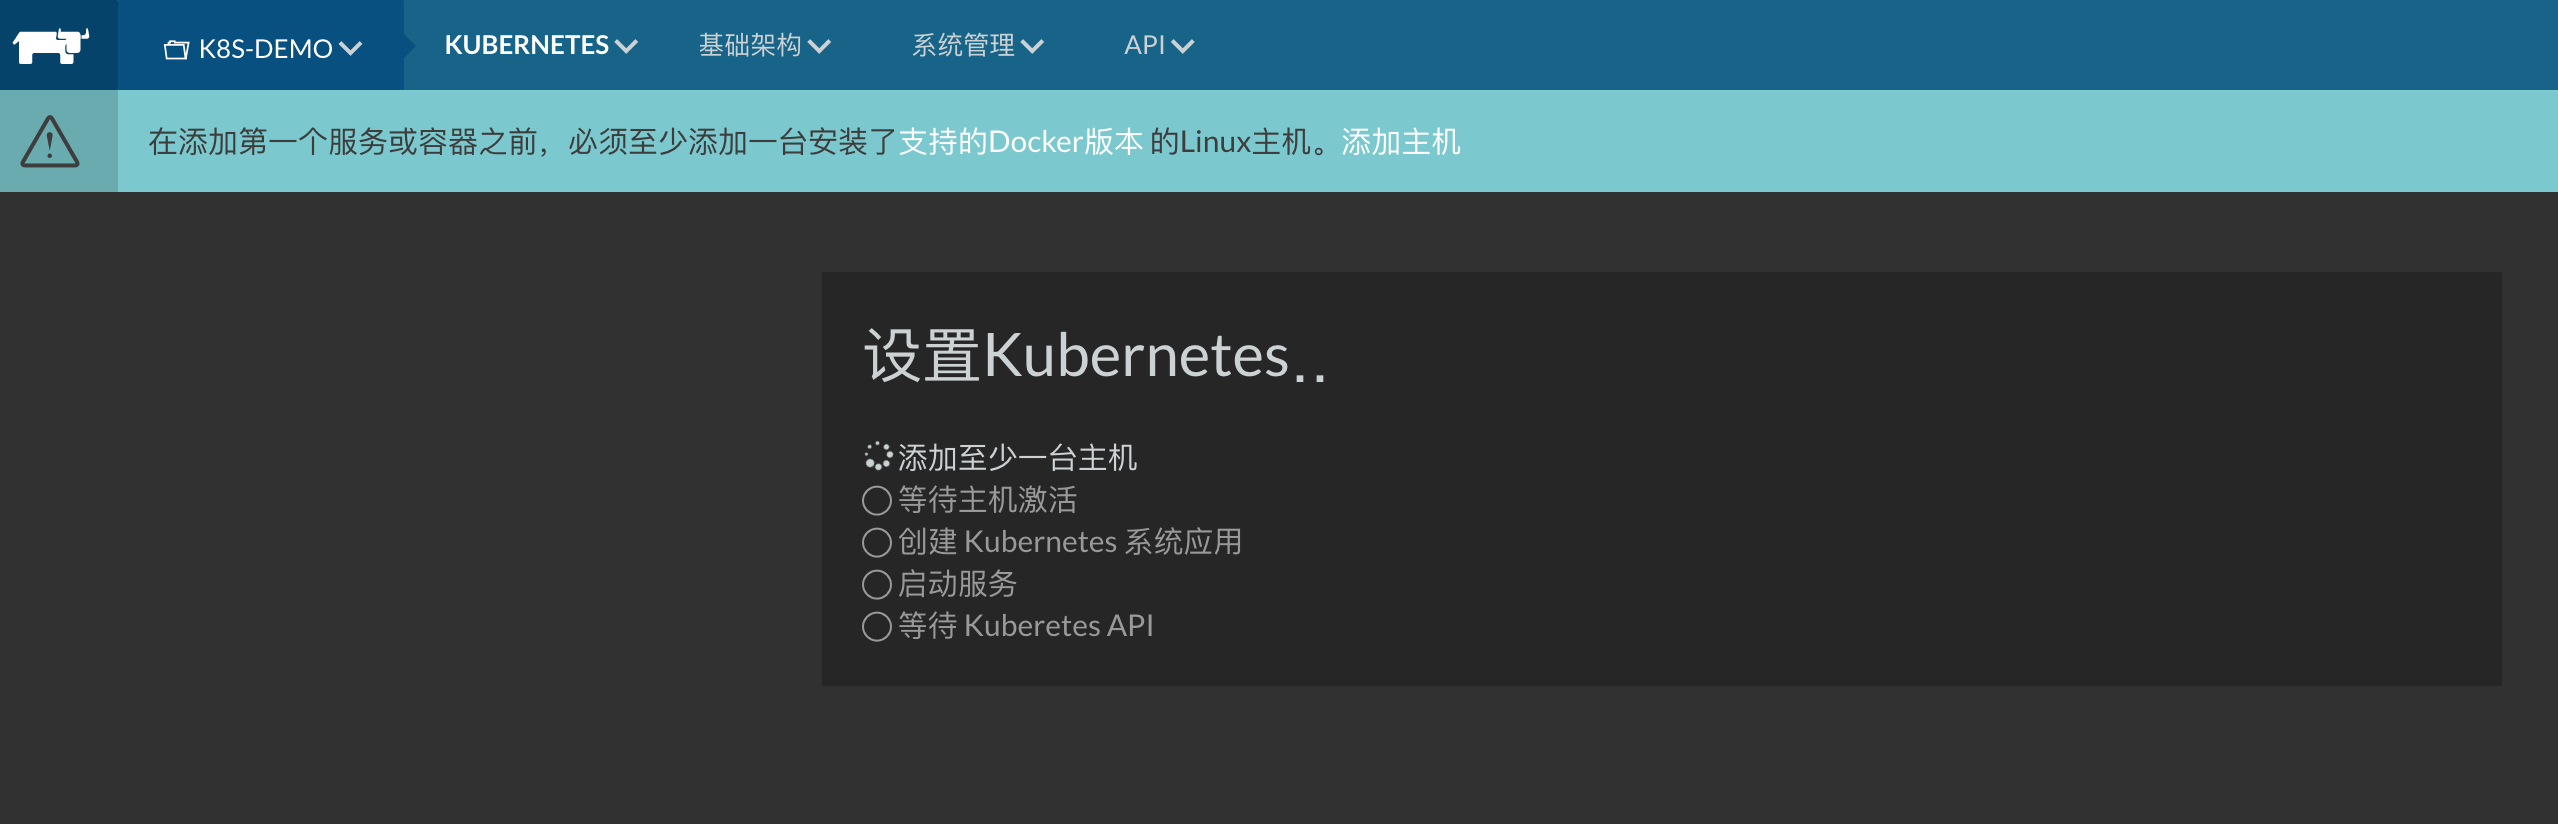 K8S-DEMO KUBERNETES 基础架构 系统管理 API
在添加第一个服务或容器之前，必须至少添加一台安装了支持的Docker版本 的Linux主机。添加主机
设置Kubernetes..
添加至少一台主机
等待主机激活
创建 Kubernetes 系统应用
启动服务
等待 Kuberetes API